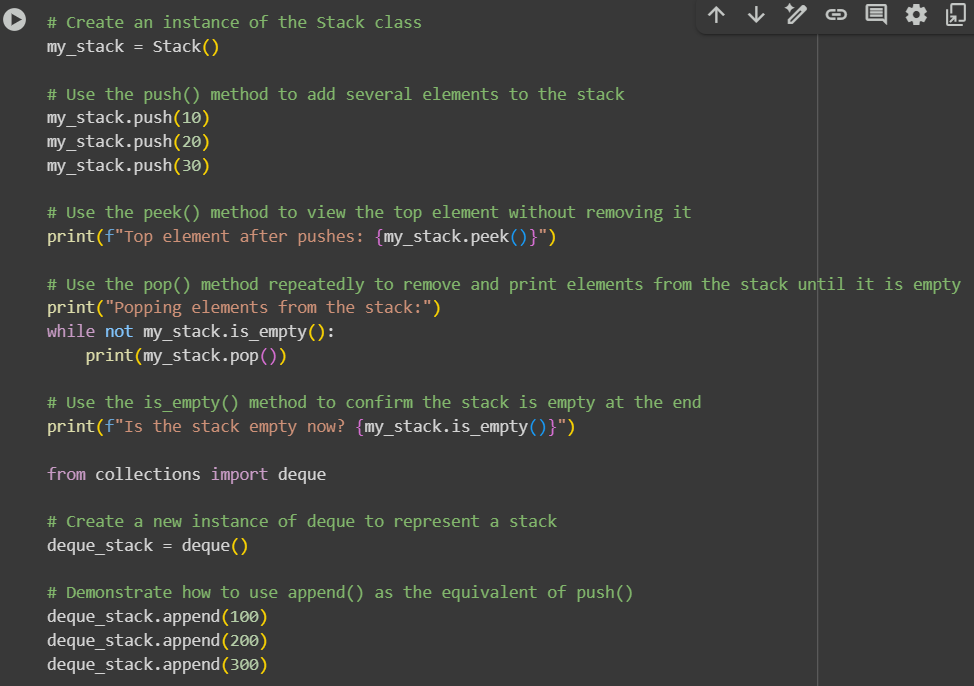 # Create an instance of the Stack class
my_stack = Stack()

# Use the push() method to add several elements to the stack
my_stack.push(10)
my_stack.push(20)
my_stack.push(30)

# Use the peek() method to view the top element without removing it
print(f"Top element after pushes: {my_stack.peek()}")

# Use the pop() method repeatedly to remove and print elements from the stack until it is empty
print("Popping elements from the stack:")
while not my_stack.is_empty():
    print(my_stack.pop())

# Use the is_empty() method to confirm the stack is empty at the end
print(f"Is the stack empty now? {my_stack.is_empty()}")

from collections import deque

# Create a new instance of deque to represent a stack
deque_stack = deque()

# Demonstrate how to use append() as the equivalent of push()
deque_stack.append(100)
deque_stack.append(200)
deque_stack.append(300)